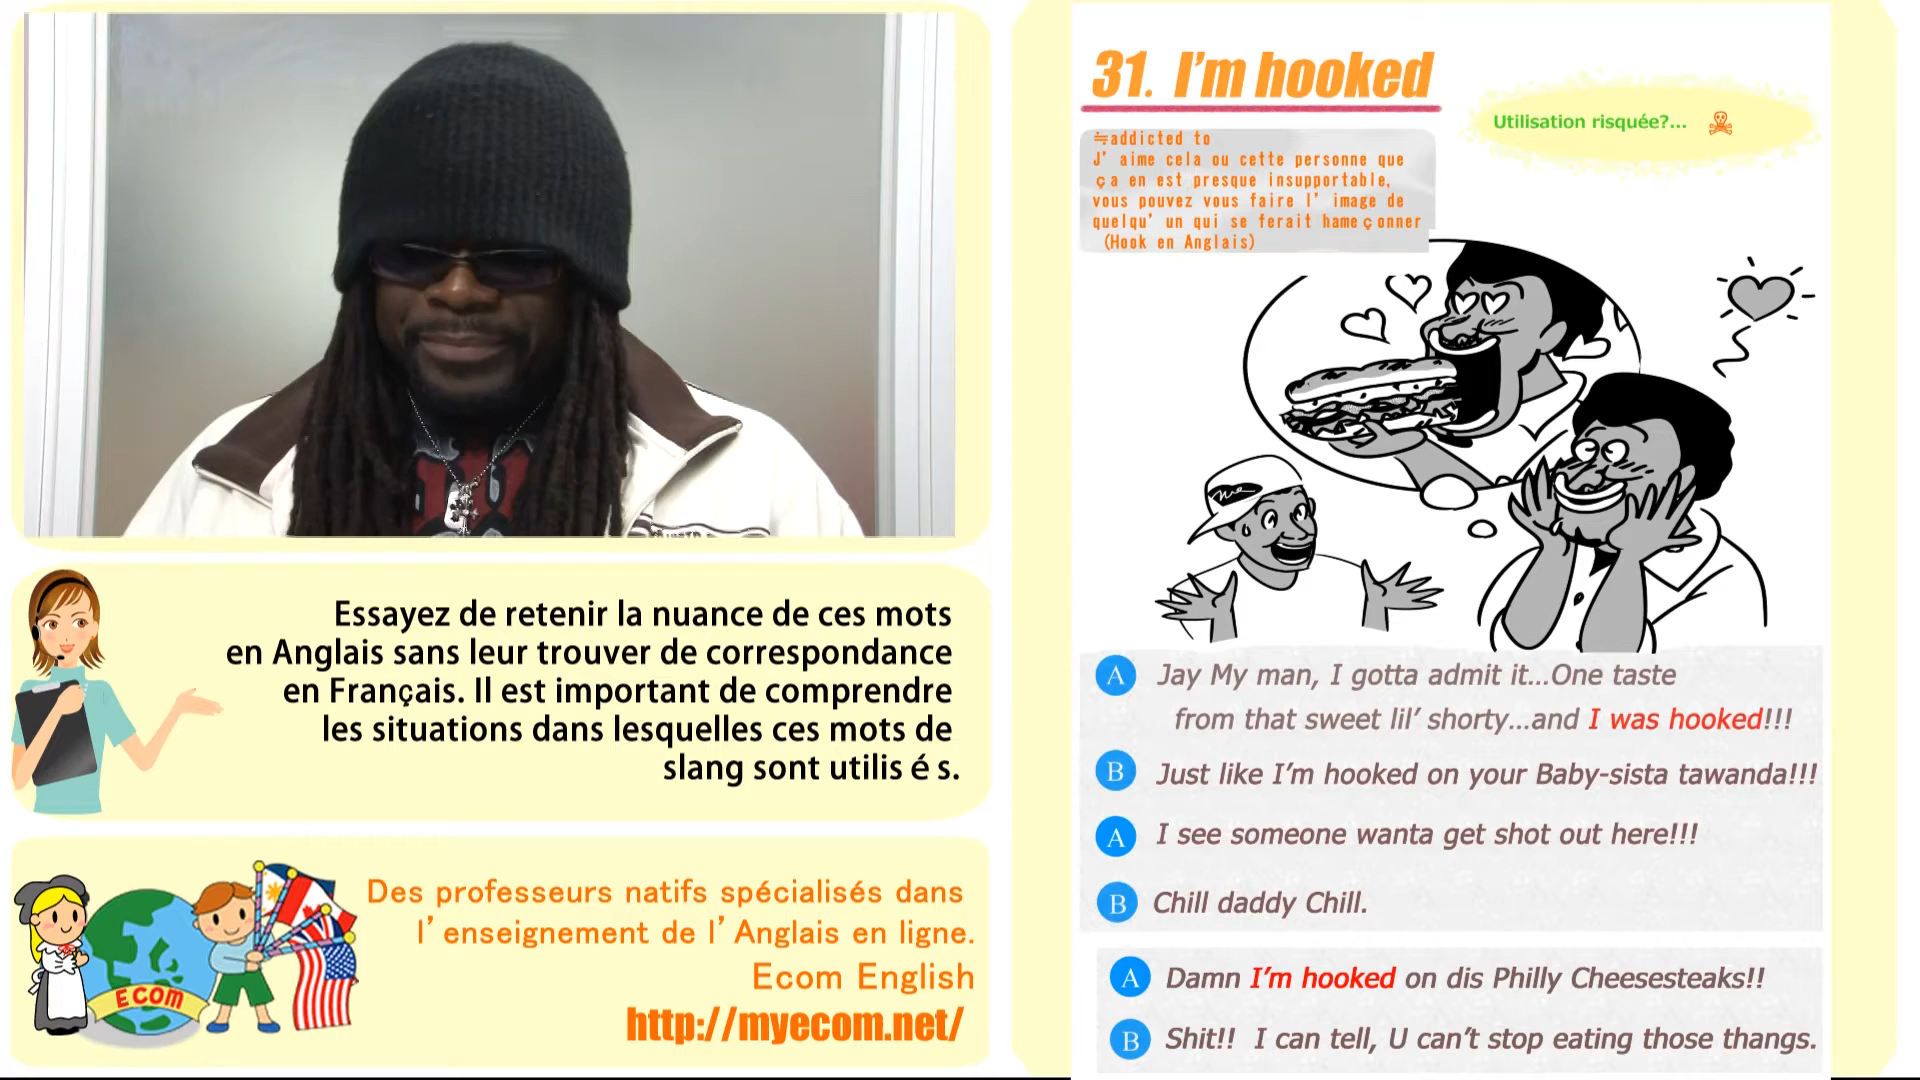 31. I'm hooked
Utilisation risquée?...
≒addicted to
J' aime cela ou cette personne que
ça en est presque insupportable,
vous pouvez vous faire l' image de
quelqu' un qui se ferait hameçonner
(Hook en Anglais)
A Jay My man, I gotta admit it...One taste
from that sweet lil' shorty...and I was hooked!!!
B Just like I'm hooked on your Baby-sista tawanda!!!
A I see someone wanta get shot out here!!!
B Chill daddy Chill.
A Damn I'm hooked on dis Philly Cheesesteaks!!
B Shit!! I can tell, U can't stop eating those thangs.
Essayez de retenir la nuance de ces mots
en Anglais sans leur trouver de correspondance
en Français. Il est important de comprendre
les situations dans lesquelles ces mots de
slang sont utilis é s.
ECOM
Des professeurs natifs spécialisés dans
l' enseignement de l' Anglais en ligne.
Ecom English
http://myecom.net/